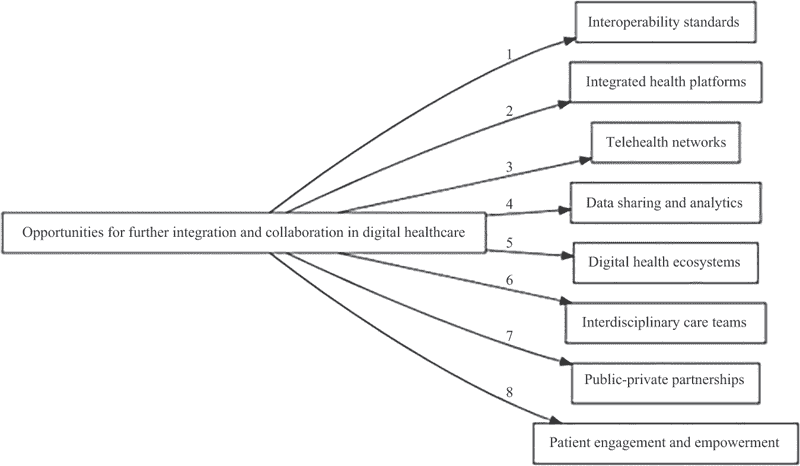 Interoperability standards
1
Integrated health platforms
2
Telehealth networks
3
4
Data sharing and analytics
Opportunities for further integration and collaboration in digital healthcare
5
Digital health ecosystems
6
Interdisciplinary care teams
7
Public-private partnerships
8
Patient engagement and empowerment